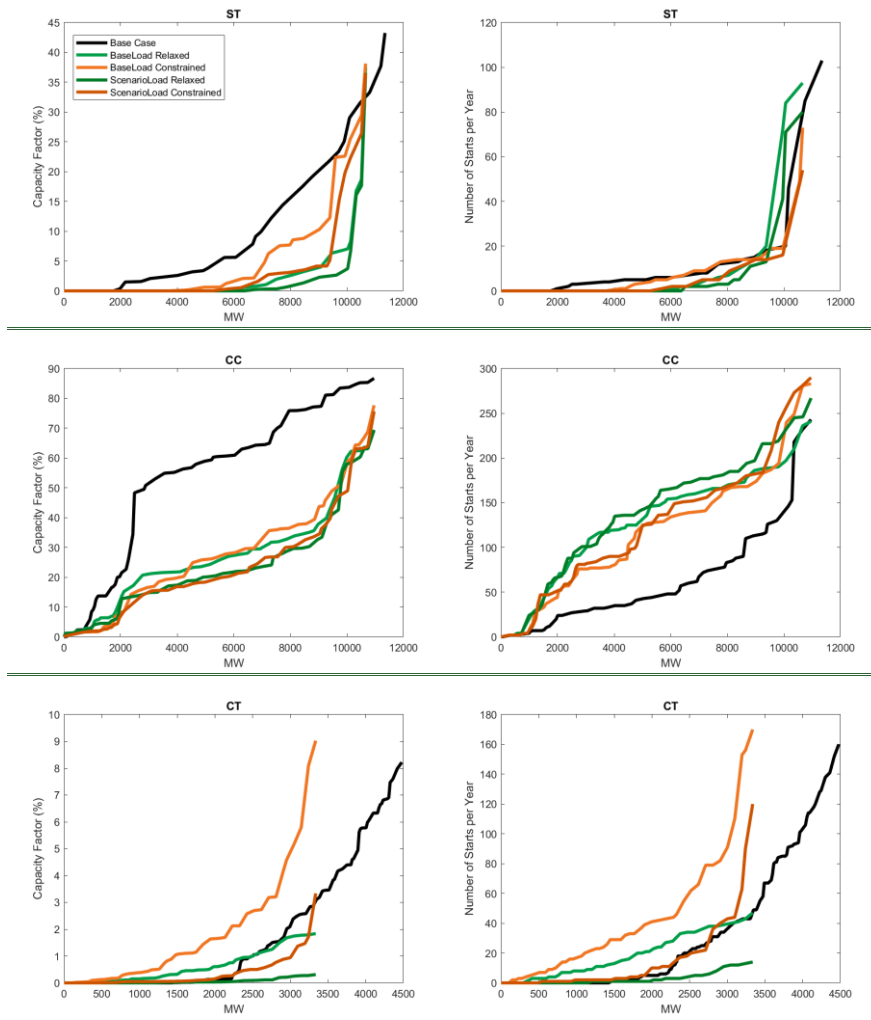 ST
45
40
35
30
25
20
15
10
5
0
Capacity Factor (%)
Base Case
BaseLoad Relaxed
BaseLoad Constrained
ScenarioLoad Relaxed
ScenarioLoad Constrained
0 2000 4000 6000 8000 10000 12000
MW
ST
120
100
80
60
40
20
0
Number of Starts per Year
0 2000 4000 6000 8000 10000 12000
MW
CC
90
80
70
60
50
40
30
20
10
0
Capacity Factor (%)
0 2000 4000 6000 8000 10000 12000
MW
CC
300
250
200
150
100
50
0
Number of Starts per Year
0 2000 4000 6000 8000 10000 12000
MW
CT
10
9
8
7
6
5
4
3
2
1
0
Capacity Factor (%)
0 500 1000 1500 2000 2500 3000 3500 4000 4500
MW
CT
180
160
140
120
100
80
60
40
20
0
Number of Starts per Year
0 500 1000 1500 2000 2500 3000 3500 4000 4500
MW